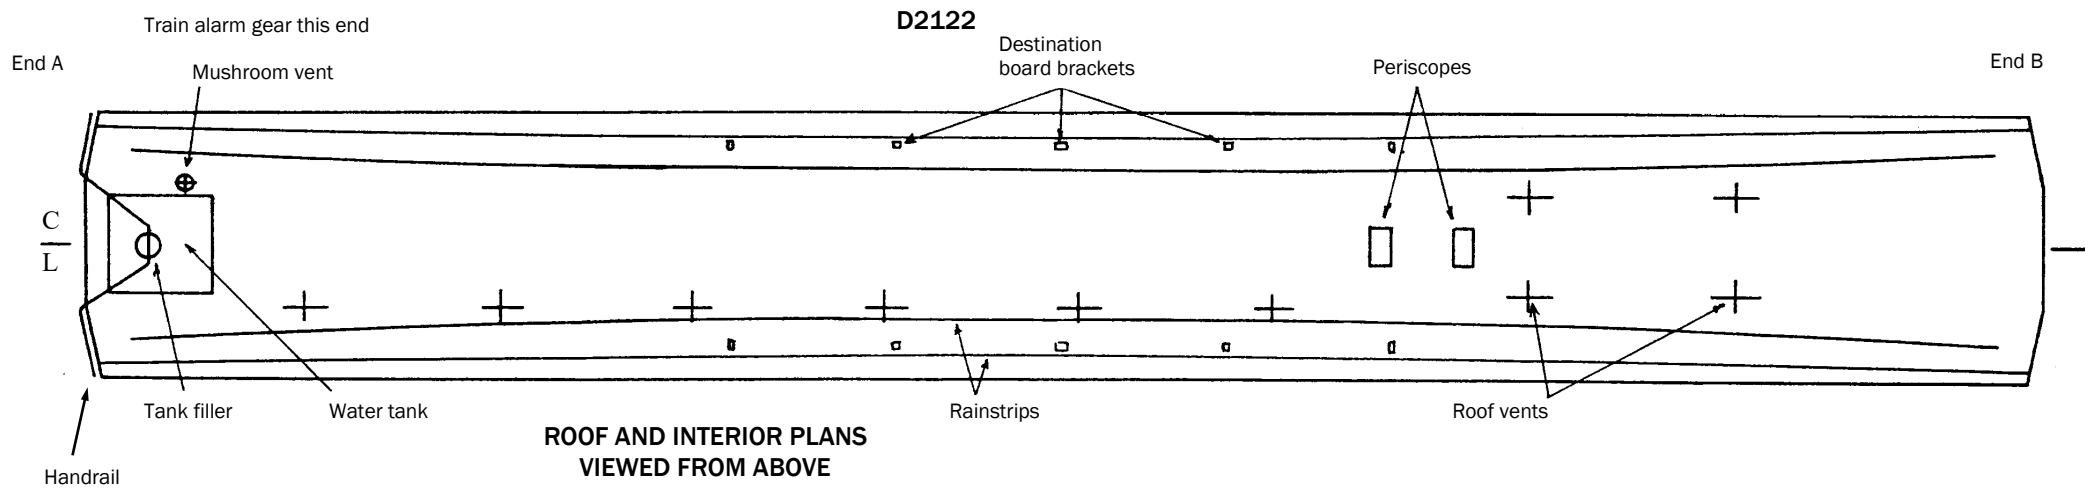 D2122
Train alarm gear this end
Destination
board brackets
End A
End B
Mushroom vent
Periscopes
C
L
Tank filler
Water tank
Rainstrips
Roof vents
ROOF AND INTERIOR PLANS
VIEWED FROM ABOVE
Handrail